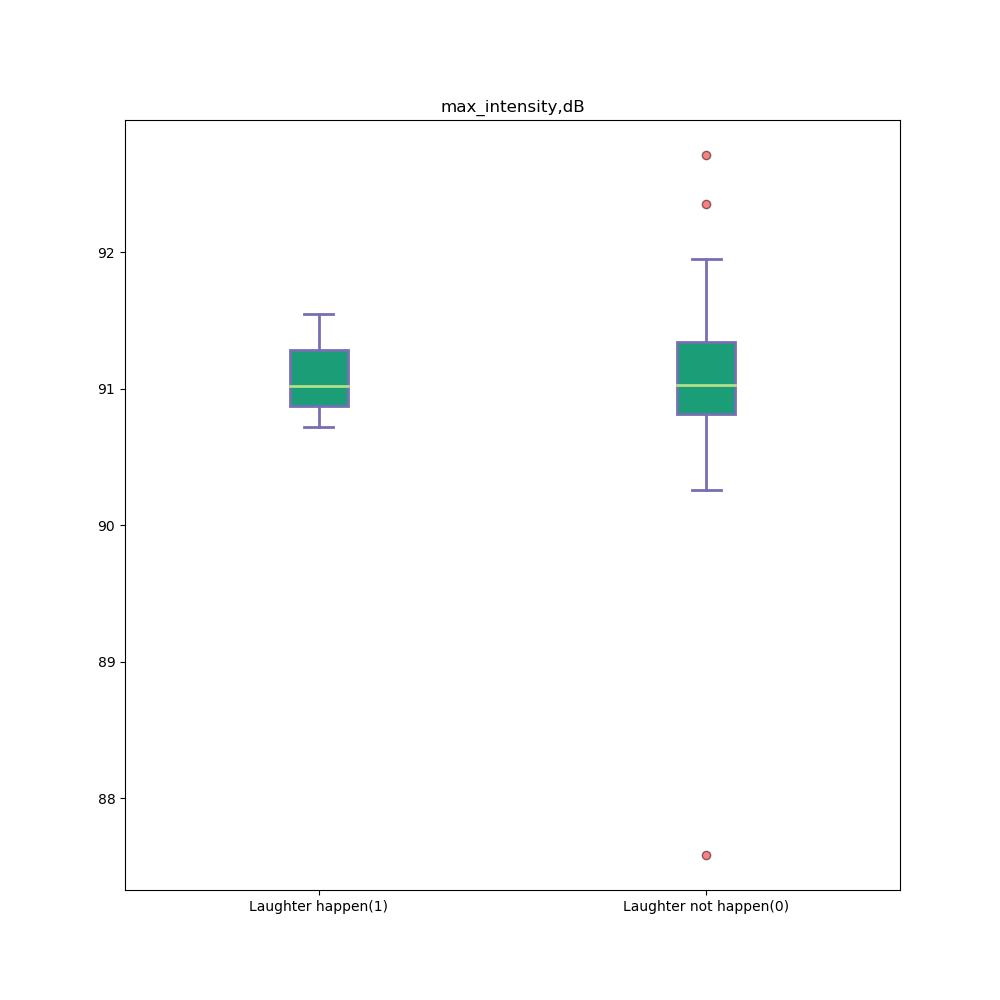 max_intensity,dB
92
91
90
89
88
Laughter happen(1)
Laughter not happen(0)